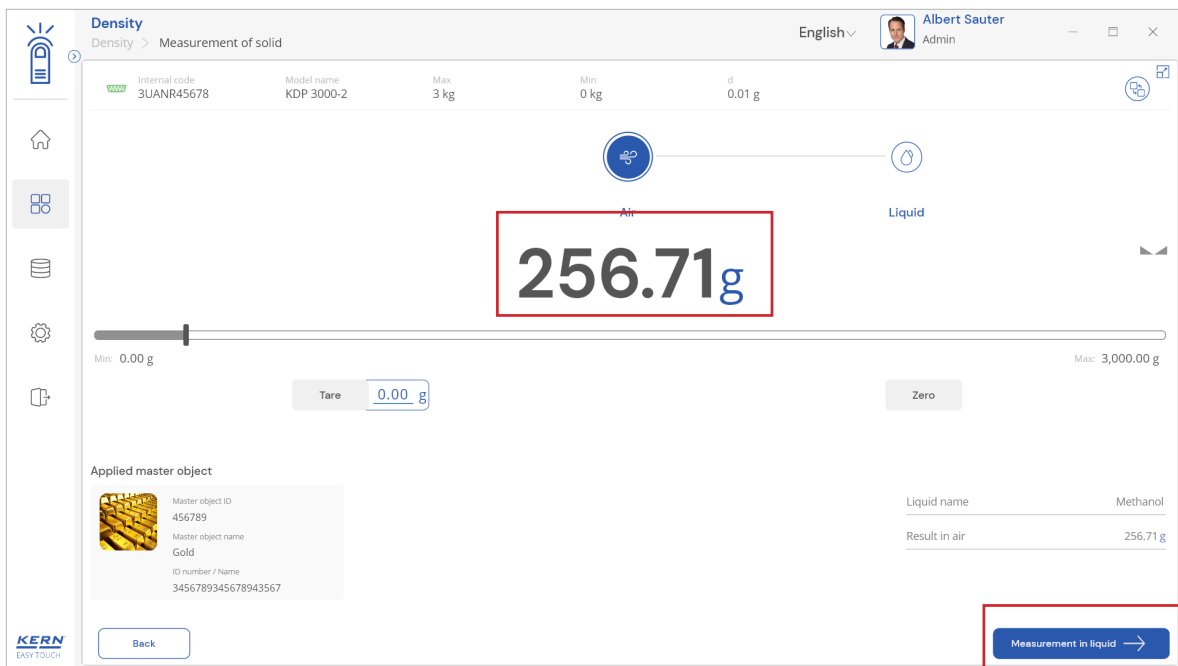 Density
Density > Measurement of solid
English
Albert Sauter
Admin
Internal code
3UANR45678
Model name
KDP 3000-2
Max
3 kg
Min
0 kg
d
0.01 g
Air
Liquid
256.71 g
Min: 0.00 g
Max: 3,000.00 g
Tare 0.00 g
Zero
Applied master object
Master object ID
456789
Master object name
Gold
ID number / Name
3456789345678943567
Liquid name Methanol
Result in air 256.71 g
KERN
EASY TOUCH
Back
Measurement in liquid